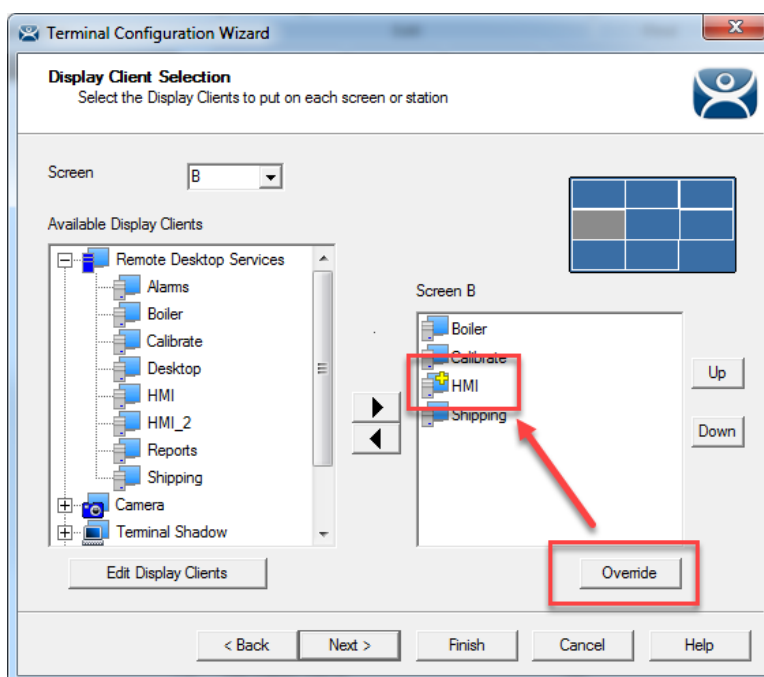 Terminal Configuration Wizard
Display Client Selection
Select the Display Clients to put on each screen or station
Screen
B
Available Display Clients
Remote Desktop Services
Alarms
Boiler
Calibrate
Desktop
HMI
HMI_2
Reports
Shipping
Camera
Terminal Shadow
Edit Display Clients
Screen B
Boiler
Calibrate
HMI
Shipping
Up
Down
Override
< Back
Next >
Finish
Cancel
Help